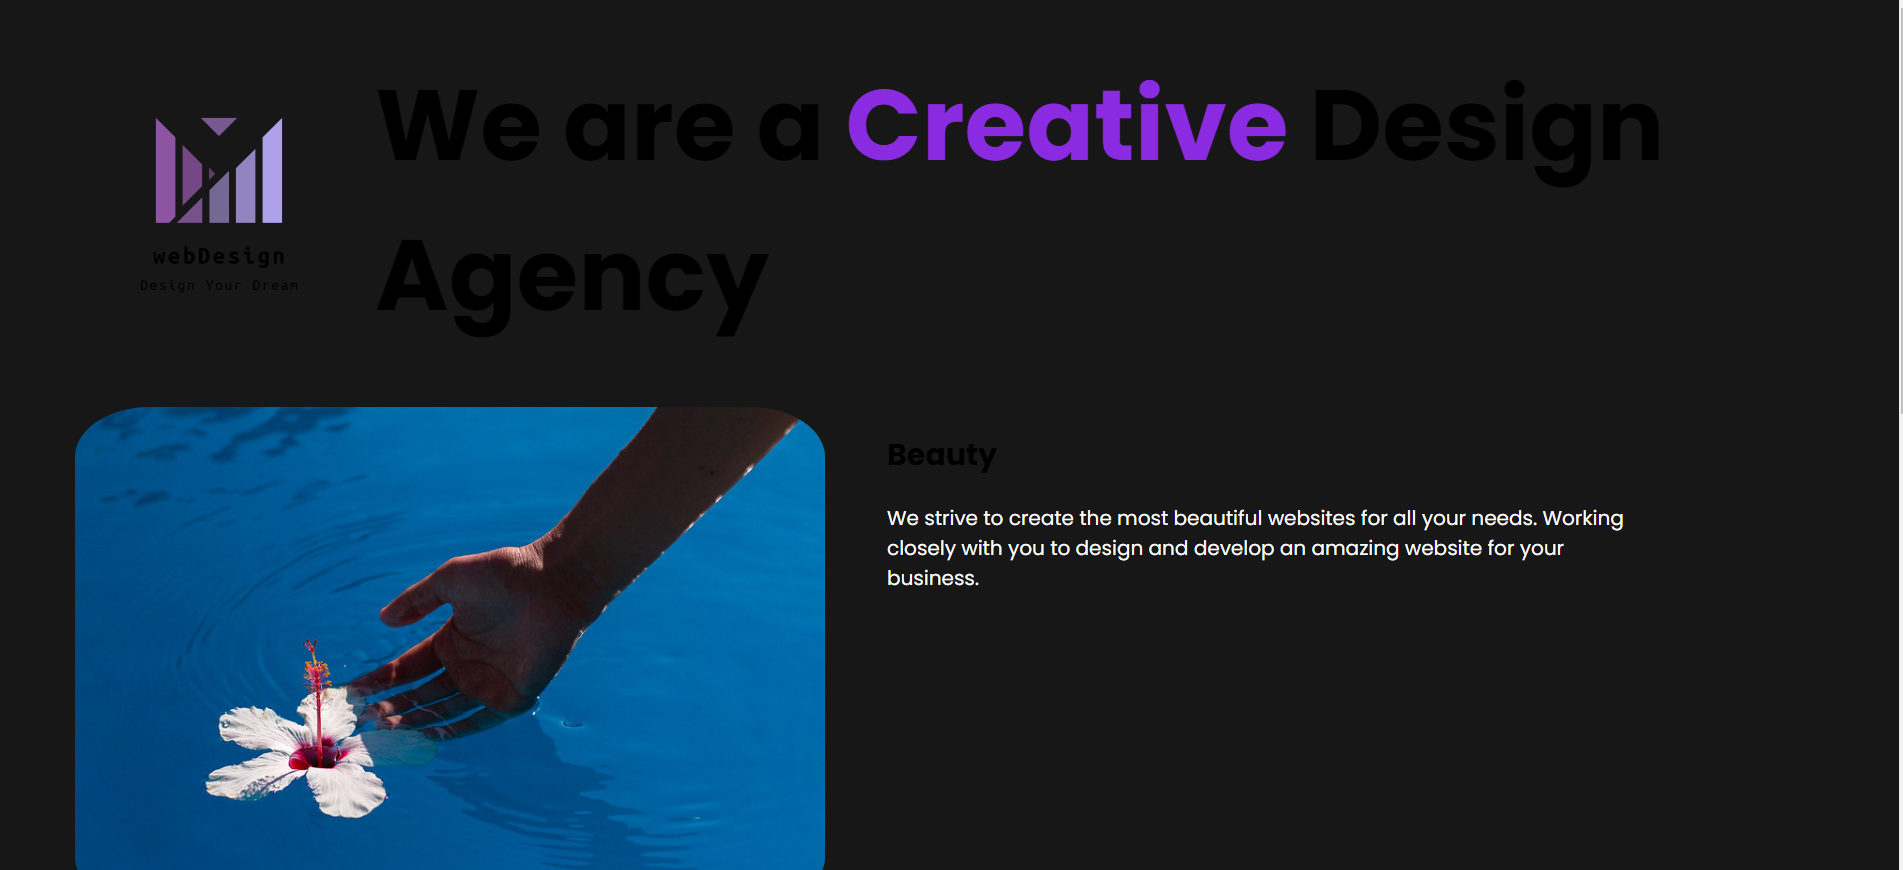 We are a Creative Design
Agency
webDesign
Design Your Dream
Beauty
We strive to create the most beautiful websites for all your needs. Working
closely with you to design and develop an amazing website for your
business.